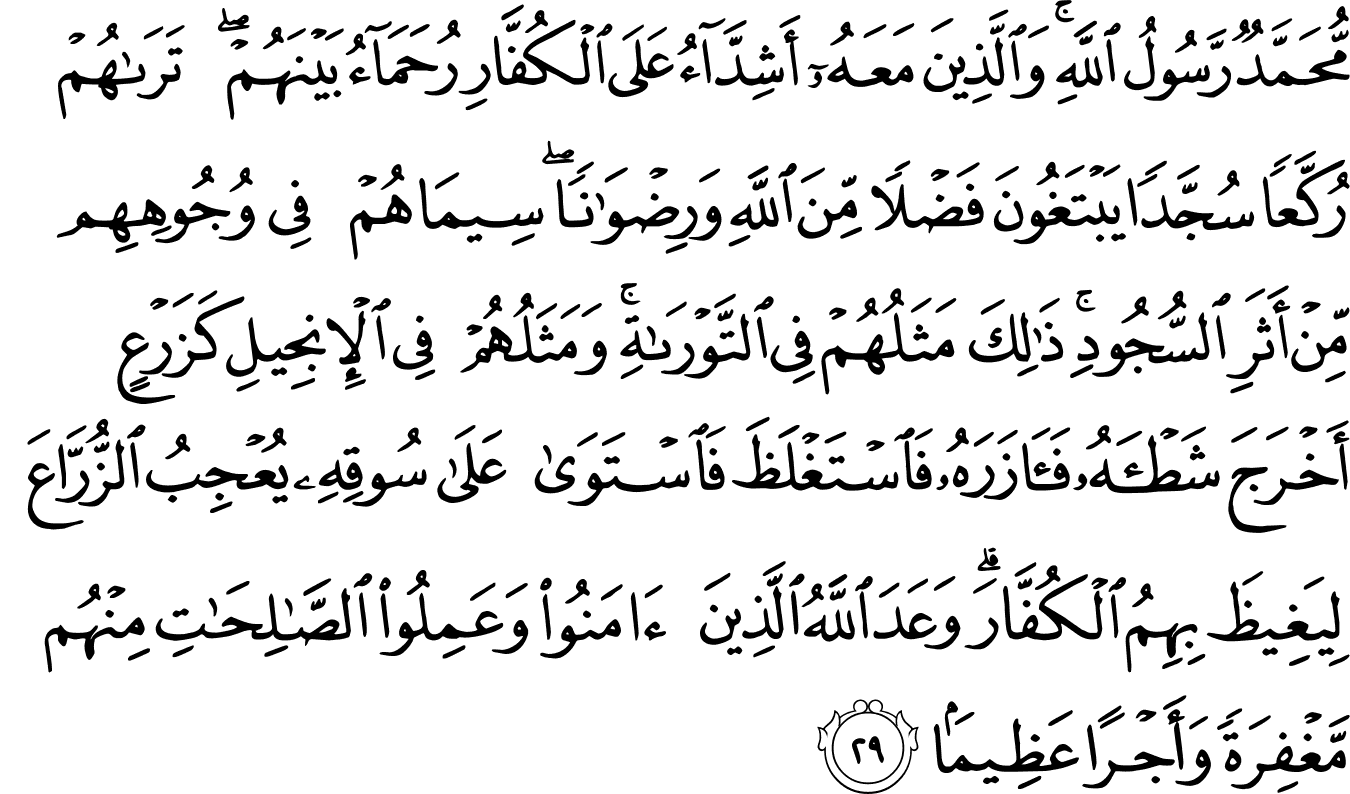 مُّحَمَّدٌ رَّسُولُ ٱللَّهِۚ وَٱلَّذِينَ مَعَهُۥٓ أَشِدَّآءُ عَلَى ٱلۡكُفَّارِ رُحَمَآءُ بَيۡنَهُمۡۖ تَرَىٰهُمۡ
رُكَّعٗا سُجَّدٗا يَبۡتَغُونَ فَضۡلٗا مِّنَ ٱللَّهِ وَرِضۡوَٰنٗاۖ سِيمَاهُمۡ فِي وُجُوهِهِم
مِّنۡ أَثَرِ ٱلسُّجُودِۚ ذَٰلِكَ مَثَلُهُمۡ فِي ٱلتَّوۡرَىٰةِۚ وَمَثَلُهُمۡ فِي ٱلۡإِنجِيلِ كَزَرۡعٍ
أَخۡرَجَ شَطۡـَٔهُۥ فَـَٔازَرَهُۥ فَٱسۡتَغۡلَظَ فَٱسۡتَوَىٰ عَلَىٰ سُوقِهِۦ يُعۡجِبُ ٱلزُّرَّاعَ
لِيَغِيظَ بِهِمُ ٱلۡكُفَّارَۗ وَعَدَ ٱللَّهُ ٱلَّذِينَ ءَامَنُواْ وَعَمِلُواْ ٱلصَّٰلِحَٰتِ مِنۡهُم
مَّغۡفِرَةٗ وَأَجۡرًا عَظِيمَۢا ٢٩